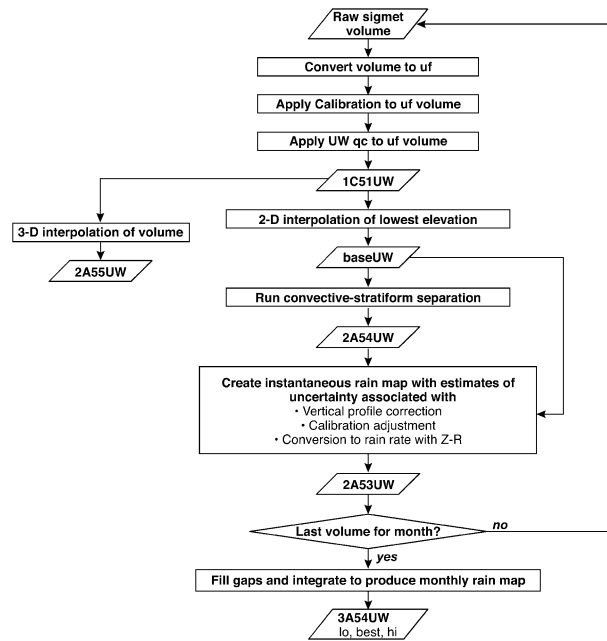 Raw sigmet
volume
Convert volume to uf
Apply Calibration to uf volume
Apply UW qc to uf volume
1C51UW
3-D interpolation of volume
2-D interpolation of lowest elevation
2A55UW
baseUW
Run convective-stratiform separation
2A54UW
Create instantaneous rain map with estimates of
uncertainty associated with
• Vertical profile correction
• Calibration adjustment
• Conversion to rain rate with Z-R
2A53UW
Last volume for month?
no
yes
Fill gaps and integrate to produce monthly rain map
3A54UW
lo, best, hi